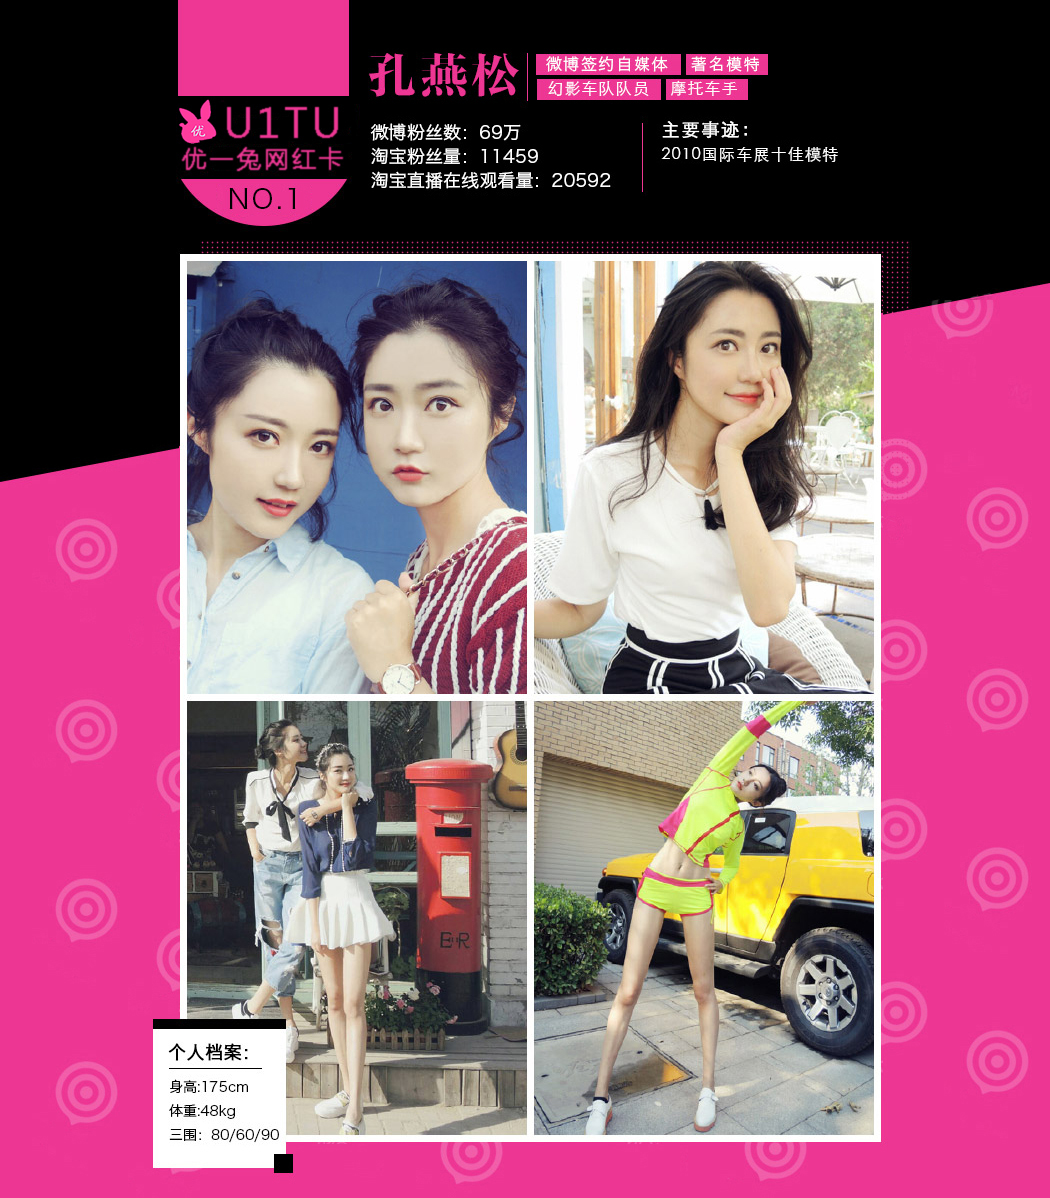 孔燕松
微博签约自媒体 著名模特
幻影车队队员 摩托车手
优
U1TU
优一兔网红卡
NO.1
微博粉丝数：69万
淘宝粉丝量：11459
淘宝直播在线观看量：20592
主要事迹：
2010国际车展十佳模特
E R
个人档案：
身高:175cm
体重:48kg
三围：80/60/90